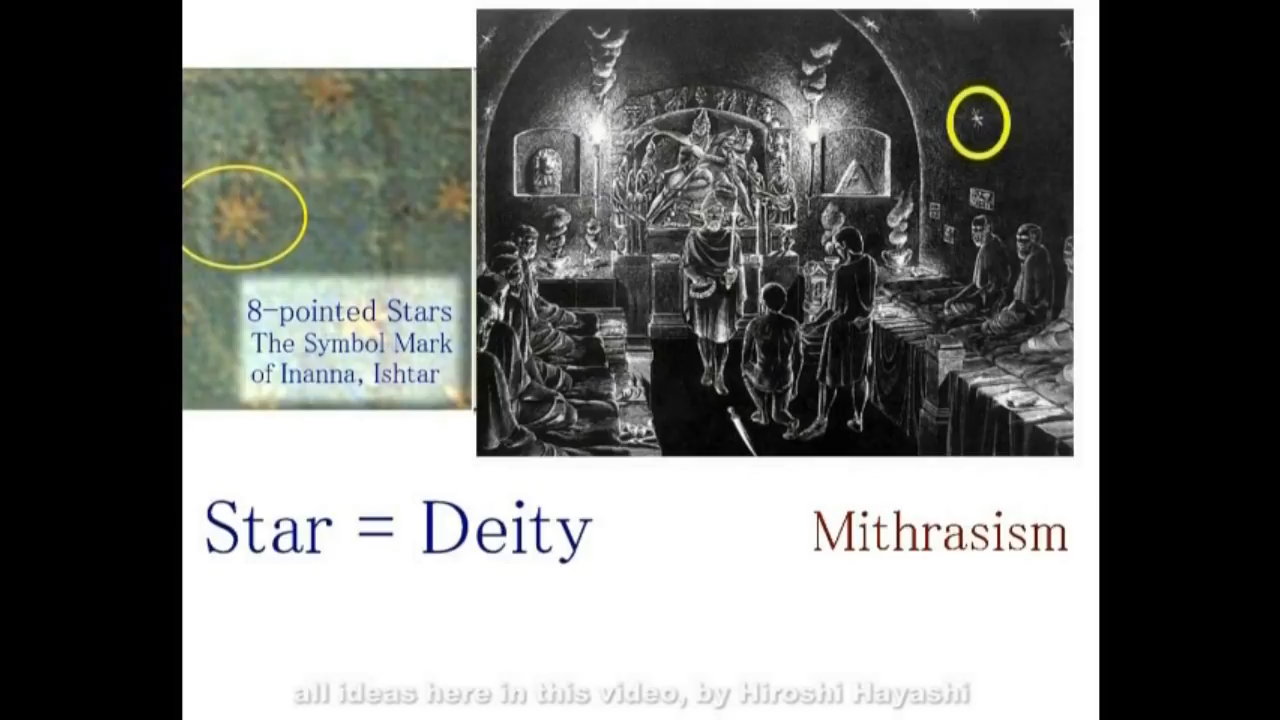 8-pointed Stars
The Symbol Mark
of Inanna, Ishtar
Star = Deity
Mithrasism
all ideas here in this video, by Hiroshi Hayashi